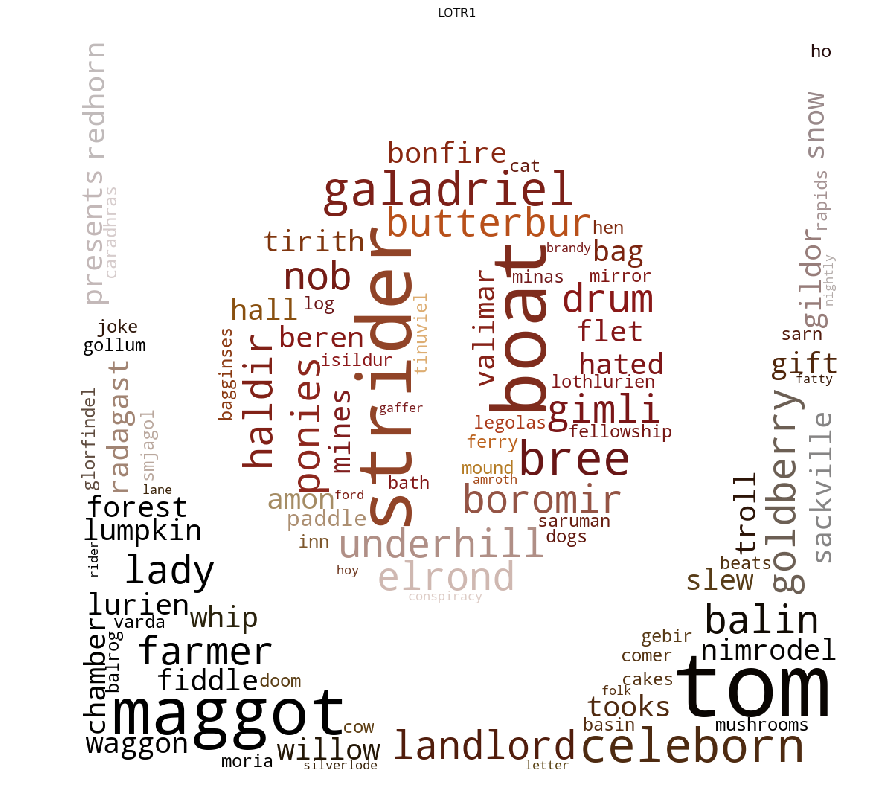 LOTR1
ho
redhorn
snow
bonfire
cat
galadriel
presents
caradhras
rapids
butterbur
hen
tirith
strider
boat
brandy
bag
gildor
nightly
nob
minas
mirror
valimar
drum
hall
log
tinuviel
joke
beren
flet
sarn
gollum
bagginses
haldir
isildur
hated
gift
ponies
mines
lothlurien
fatty
glorfindel
radagast
smjagol
gaffer
gimli
goldberry
sackville
legolas
fellowship
ferry
bree
mound
amroth
bath
lane
ford
forest
amon
boromir
troll
paddle
saruman
lumpkin
inn
underhill
dogs
rider
lady
hoy
elrond
beats
slew
conspiracy
lurien
whip
balin
varda
chamber
balrog
gebir
farmer
comer
nimrodel
fiddle
doom
cakes
tom
folk
maggot
tooks
cow
basin
mushrooms
waggon
willow
landlord
celeborn
moria
silverlode
letter